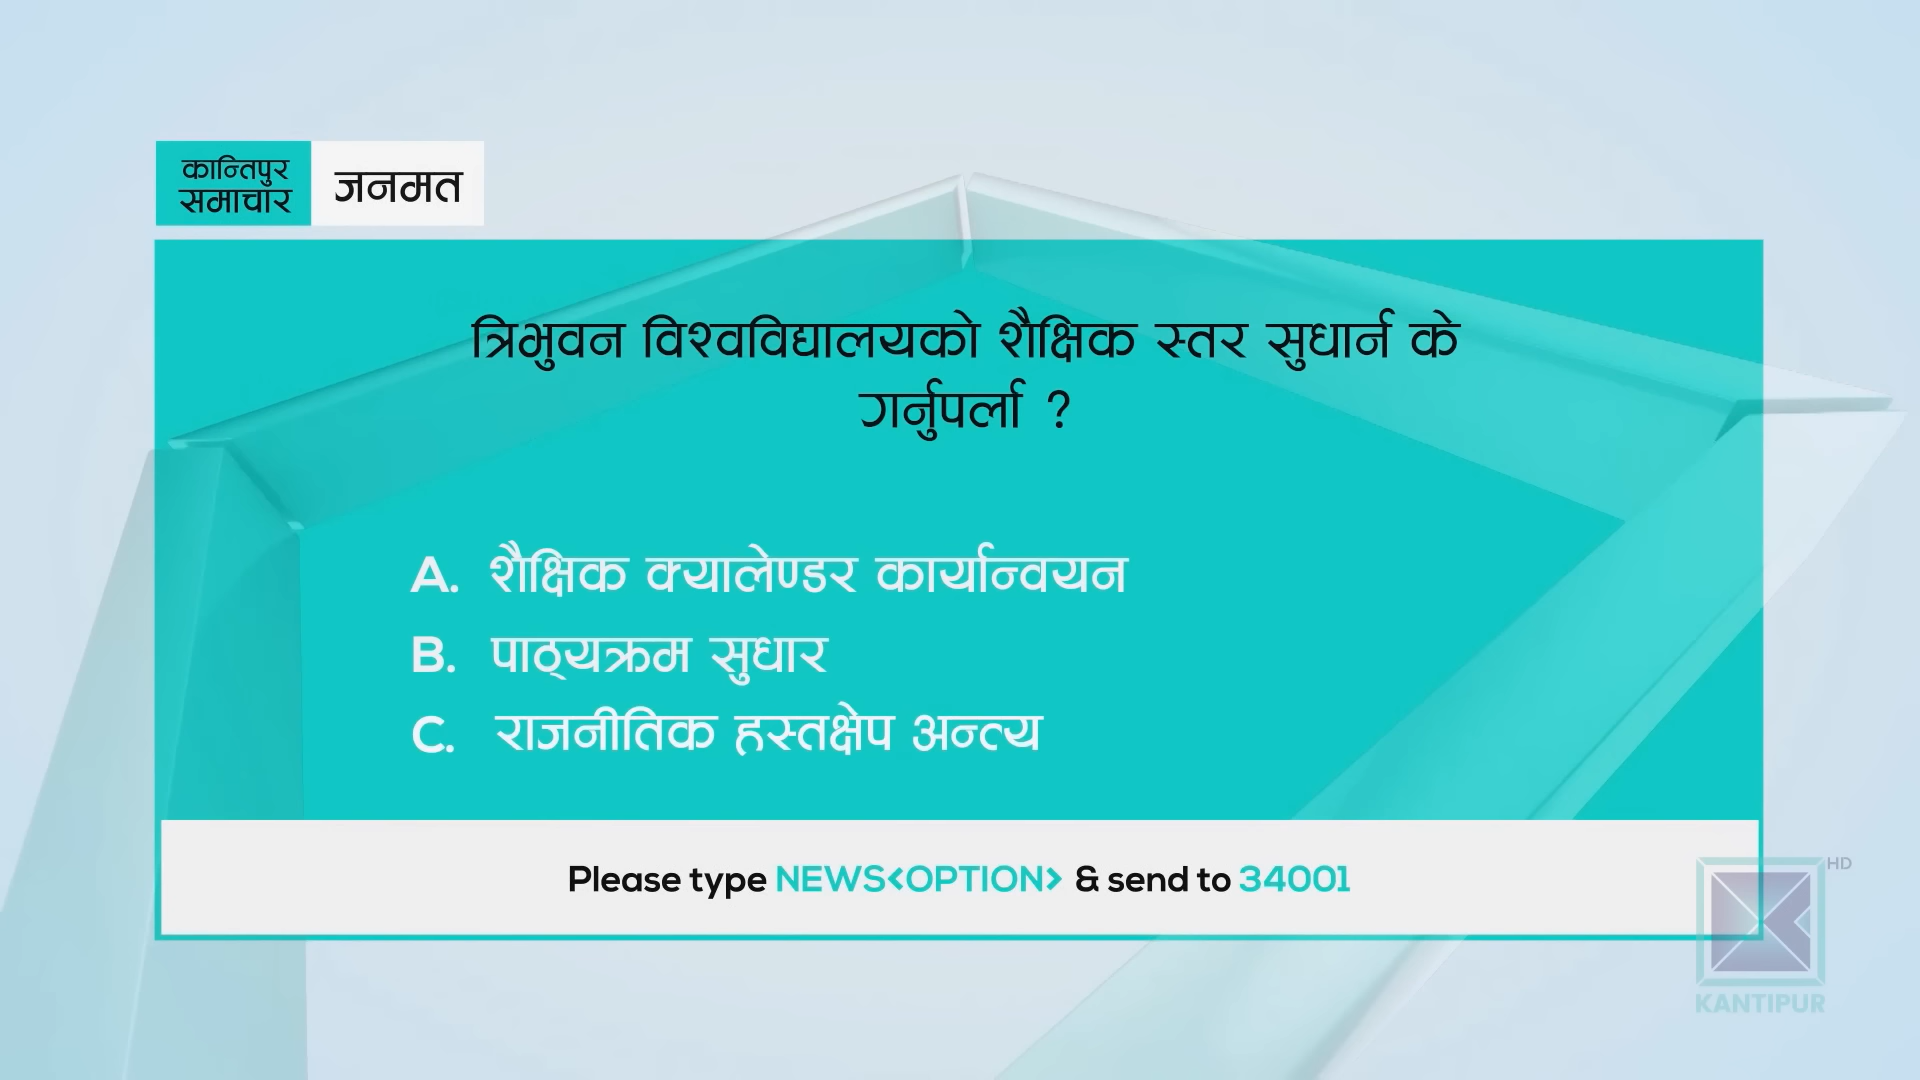 कान्तिपुर
समाचार
जनमत
त्रिभुवन विश्वविद्यालयको शैक्षिक स्तर सुधार्न के
गर्नुपर्ला ?
A. शैक्षिक क्यालेण्डर कार्यान्वयन
B. पाठ्यक्रम सुधार
C. राजनीतिक हस्तक्षेप अन्त्य
Please type NEWS<OPTION> & send to 34001
HD
KANTIPUR